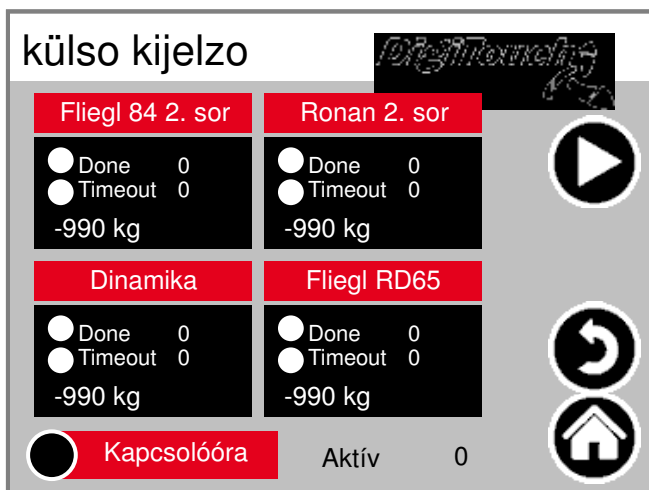 külso kijelzo
DigiTouch
Fliegl 84 2. sor
Ronan 2. sor
Done 0
Timeout 0
-990 kg
Done 0
Timeout 0
-990 kg
Dinamika
Fliegl RD65
Done 0
Timeout 0
-990 kg
Done 0
Timeout 0
-990 kg
Kapcsolóóra
Aktív 0